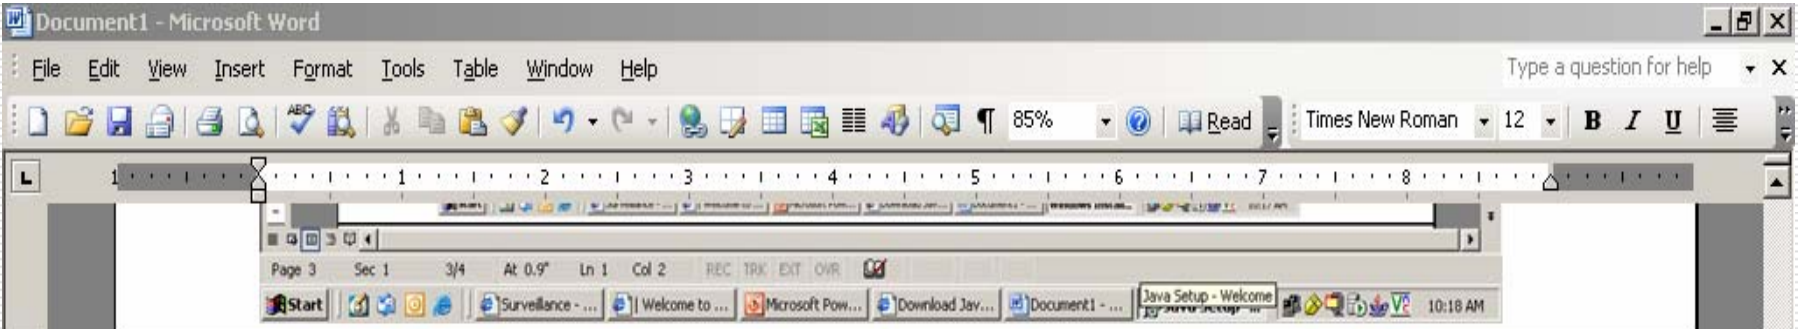 Document1 - Microsoft Word
File Edit View Insert Format Tools Table Window Help Type a question for help
ABC 85% Read Times New Roman 12 B I U
L 1 1 2 3 4 5 6 7 8
Page 3 Sec 1 3/4 At 0.9" Ln 1 Col 2 REC TRK EXT OVR
Start Surveillance - ... | Welcome to ... Microsoft Pow... Download Jav... Document1 - ... Java Setup - Welcome 10:18 AM